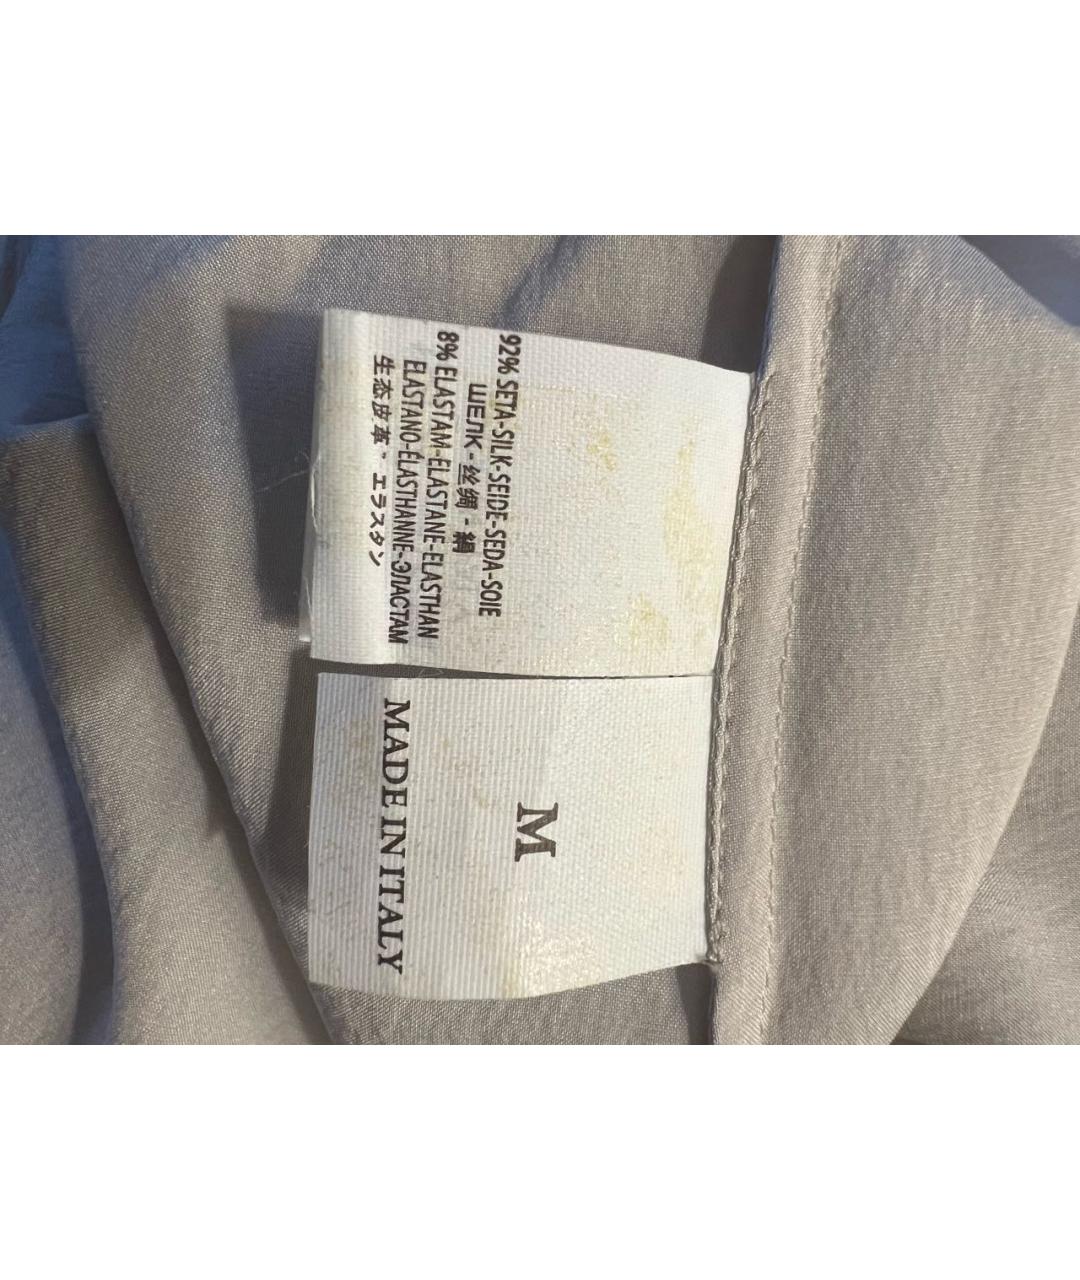 92% SETA-SILK-SEIDE-SEDA-SOIE
ШЕЛК - 丝绸 - 絹
8% ELASTAM-ELASTANE-ELASTHAN
ELASTANO-ÉLASTHANNE-ЭЛАСТАМ
生态皮革" エラスタン
M
MADE IN ITALY